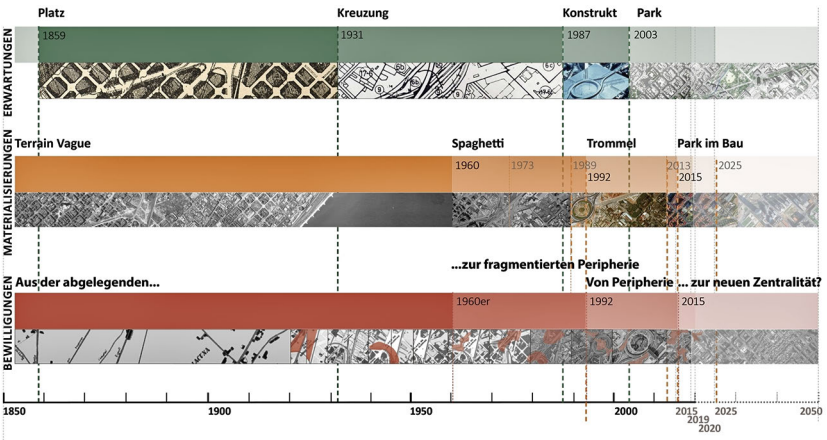 Platz Kreuzung Konstrukt Park
ERWARTUNGEN
1859 1931 1987 2003
Terrain Vague Spaghetti Trommel Park im Bau
MATERIALISIERUNGEN
1960 1973 1989 2013 2025
1992 2015
...zur fragmentierten Peripherie
Aus der abgelegenden... Von Peripherie ... zur neuen Zentralität?
BEWILLIGUNGEN
1960er 1992 2015
1850 1900 1950 2000 2015 2025 2050
2019
2020